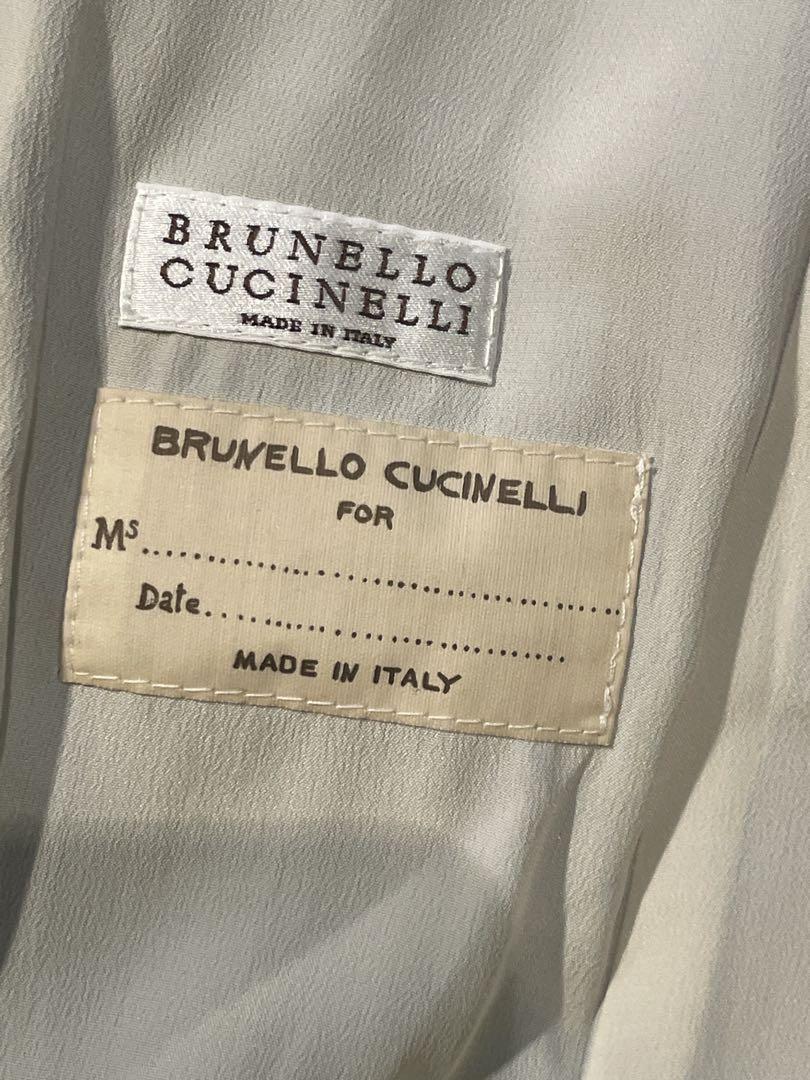 BRUNELLO
CUCINELLI
MADE IN ITALY
BRUNELLO CUCINELLI
FOR
Ms.............................................
Date..................................
MADE IN ITALY